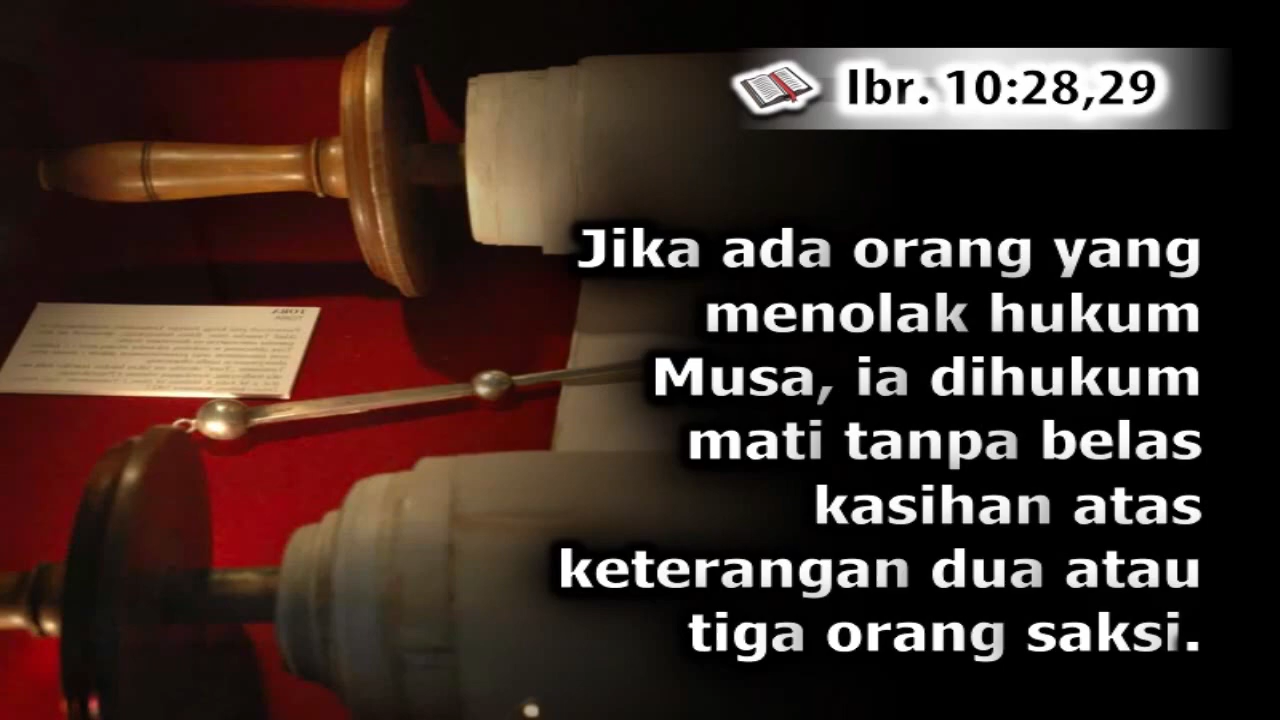 Ibr. 10:28,29
Jika ada orang yang
menolak hukum
Musa, ia dihukum
mati tanpa belas
kasihan atas
keterangan dua atau
tiga orang saksi.
TORA